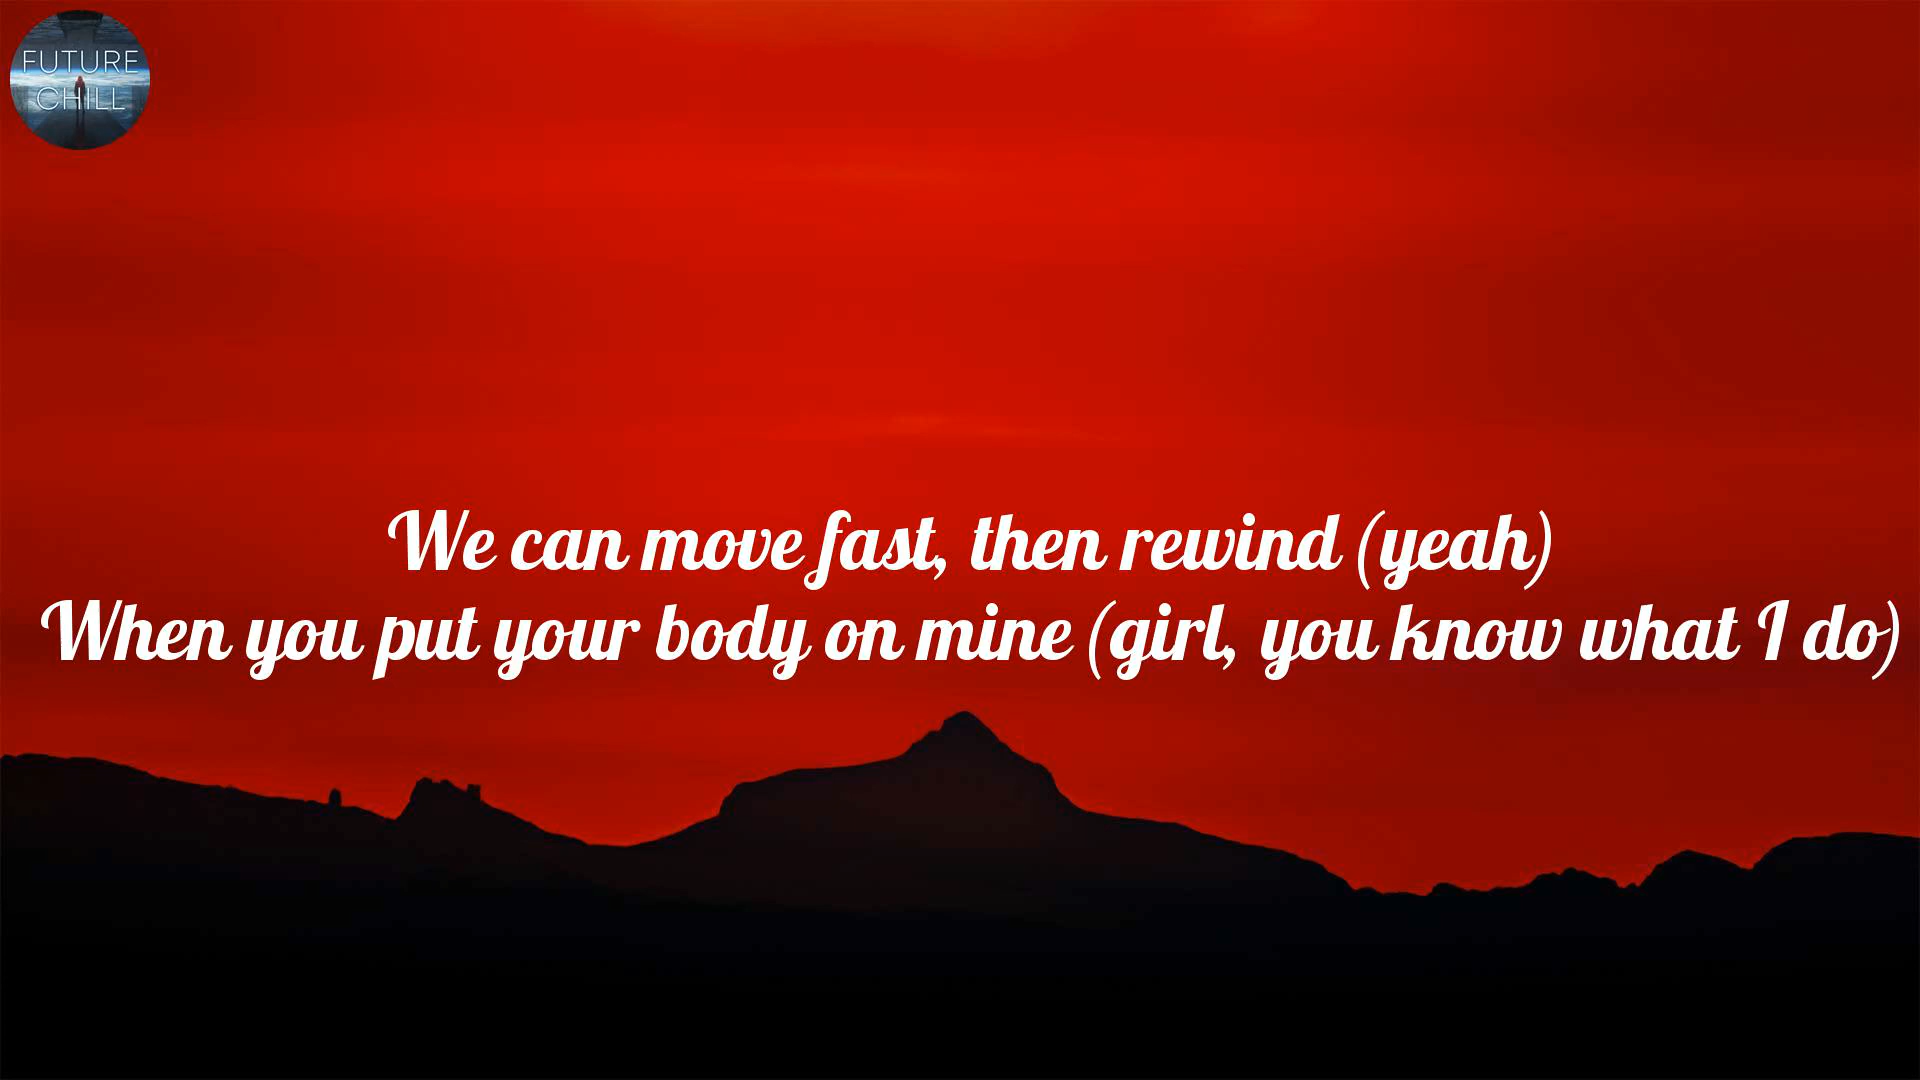 FUTURE
CHILL
We can move fast, then rewind (yeah)
When you put your body on mine (girl, you know what I do)